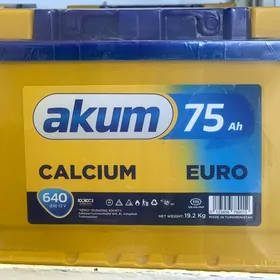 akum 75 Ah
CALCIUM EURO
640
NET WEIGHT: 19.2 Kg
MADE IN TURKMENISTAN